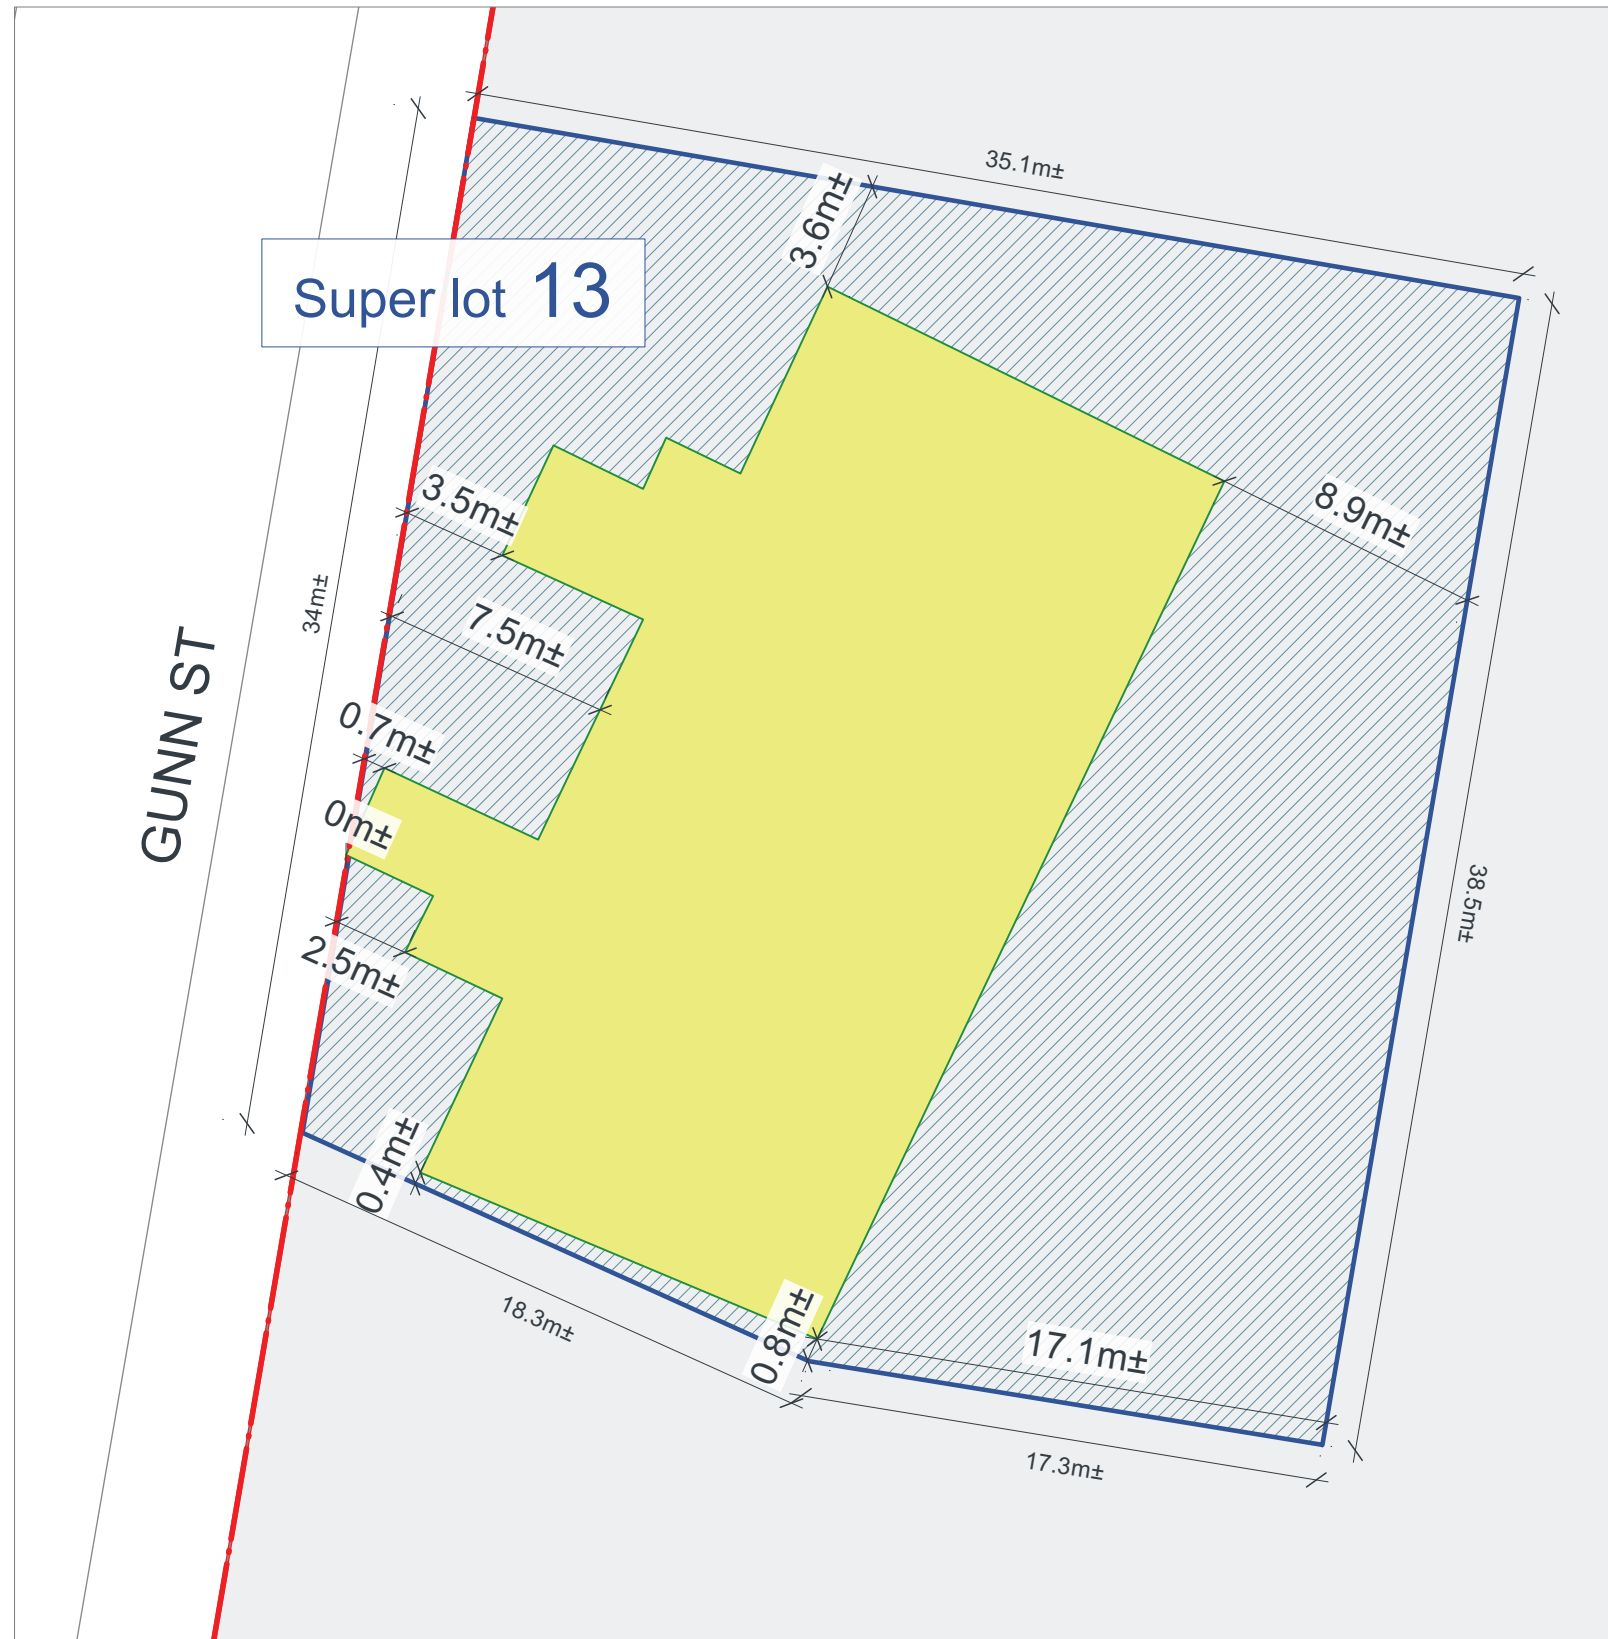 35.1m±
3.6m±
Super lot 13
3.5m±
8.9m±
34m±
7.5m±
GUNN ST
0.7m±
0m±
38.5m±
2.5m±
0.4m±
18.3m±
0.8m±
17.1m±
17.3m±